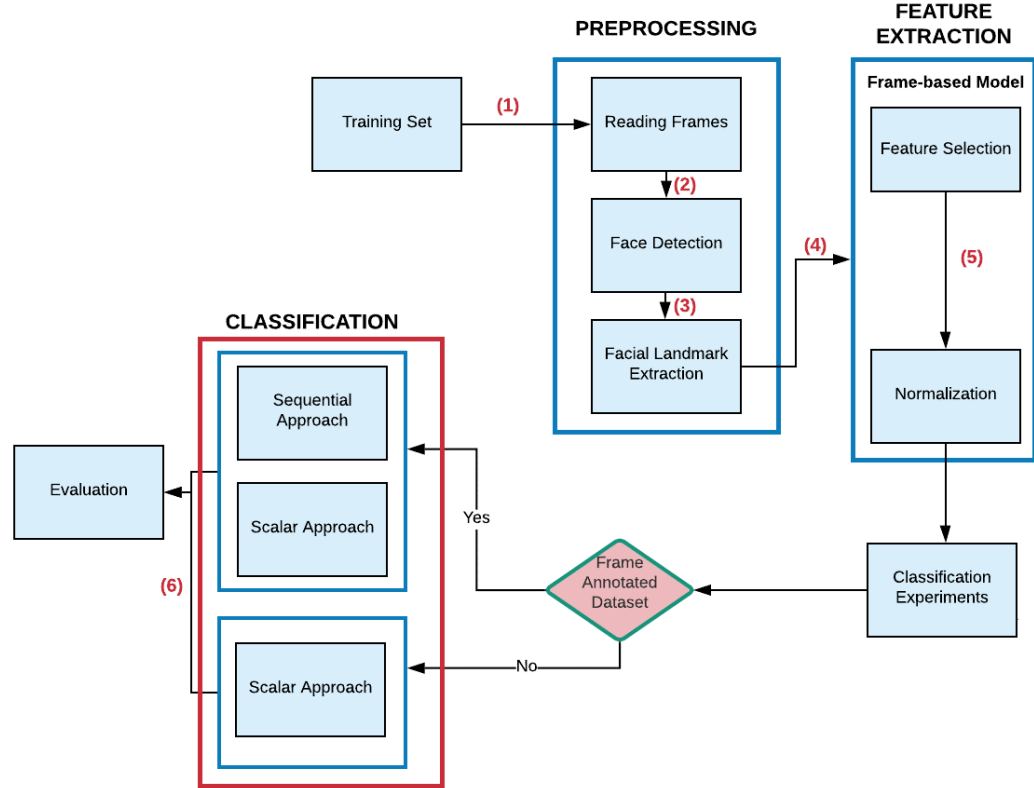 FEATURE
EXTRACTION
PREPROCESSING
Frame-based Model
Training Set
(1)
Reading Frames
Feature Selection
(2)
Face Detection
(4)
(5)
(3)
CLASSIFICATION
Facial Landmark
Extraction
Normalization
Sequential
Approach
Evaluation
Scalar Approach
Yes
Frame
Annotated
Dataset
Classification
Experiments
(6)
No
Scalar Approach